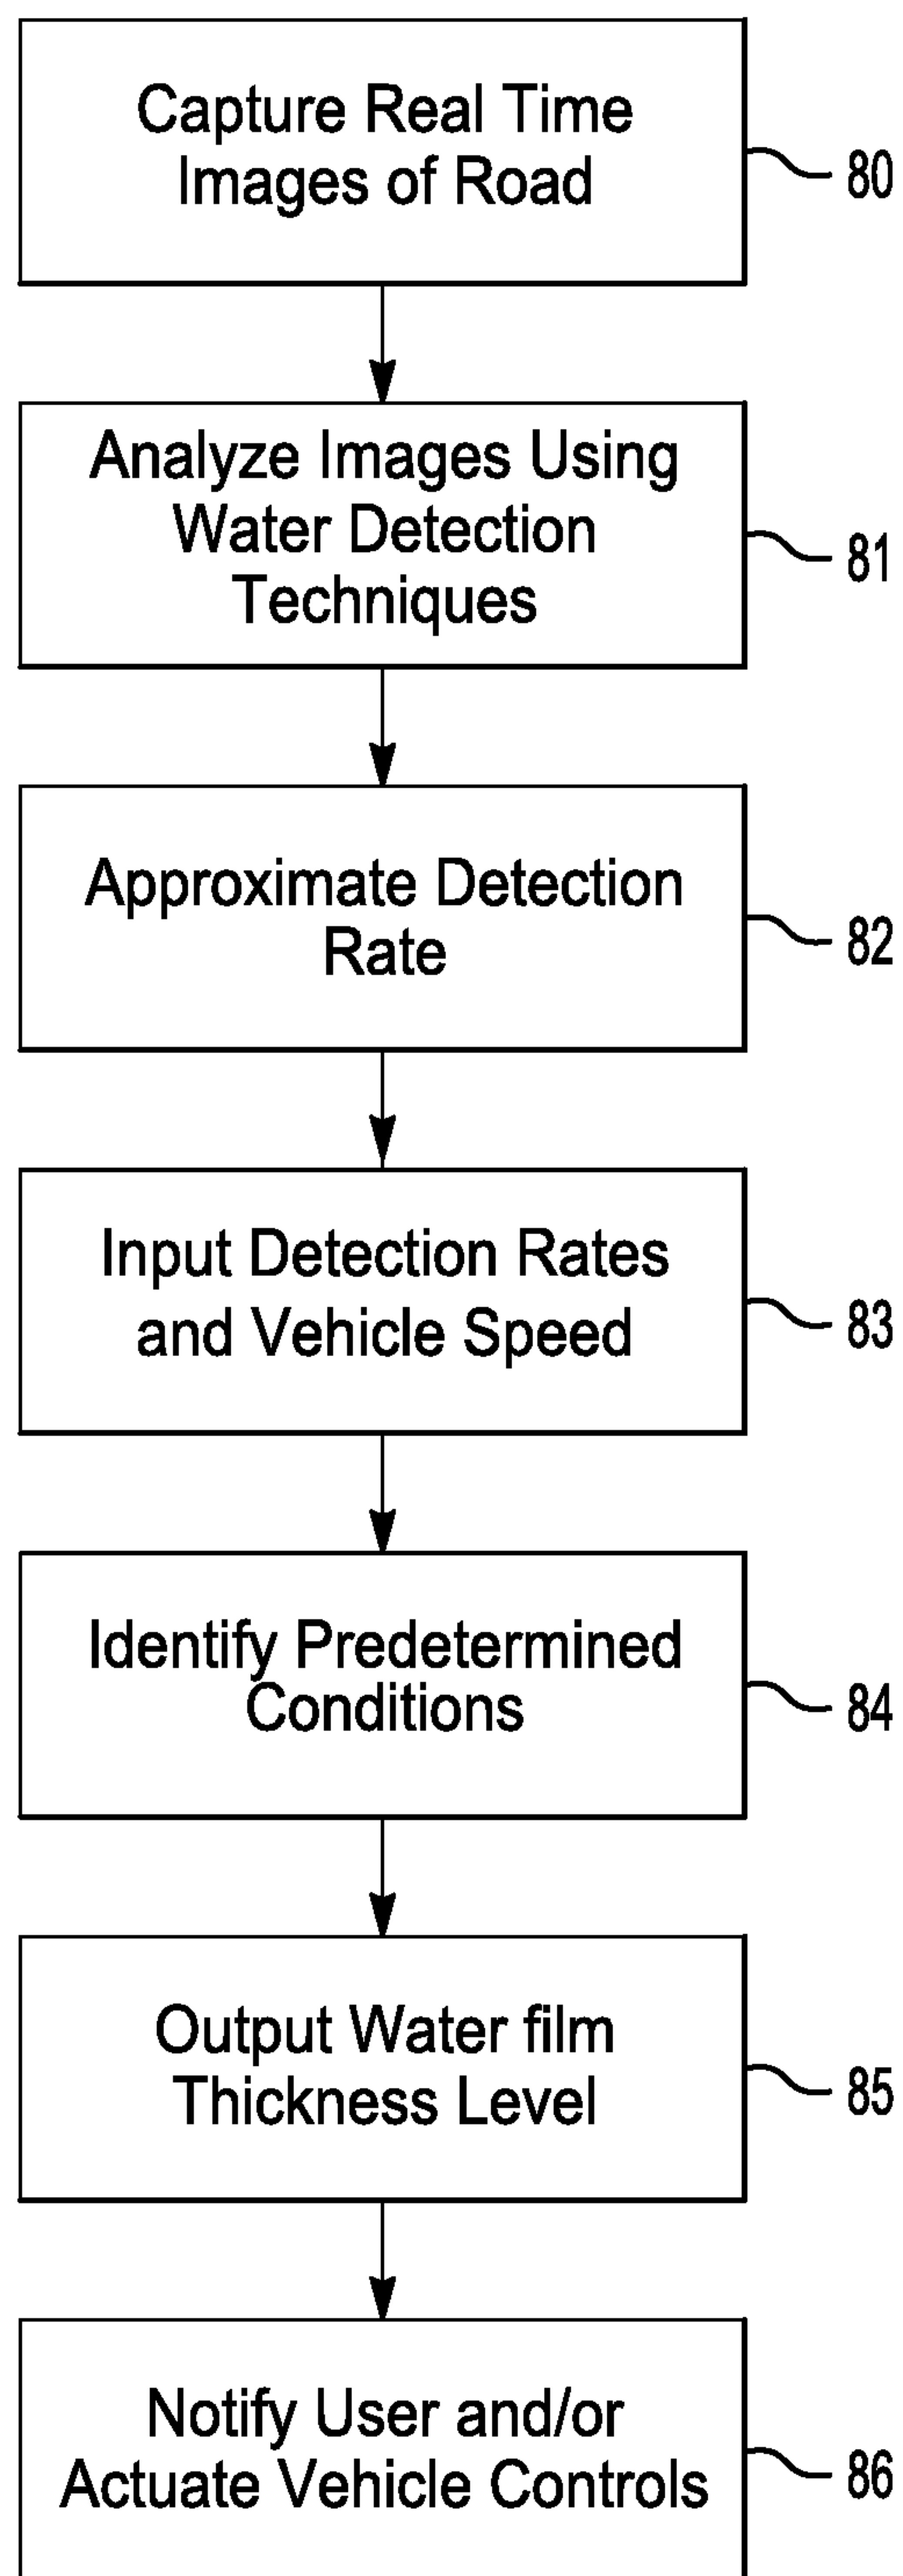 Capture Real Time
Images of Road
80
Analyze Images Using
Water Detection
Techniques
81
Approximate Detection
Rate
82
Input Detection Rates
and Vehicle Speed
83
Identify Predetermined
Conditions
84
Output Water film
Thickness Level
85
Notify User and/or
Actuate Vehicle Controls
86